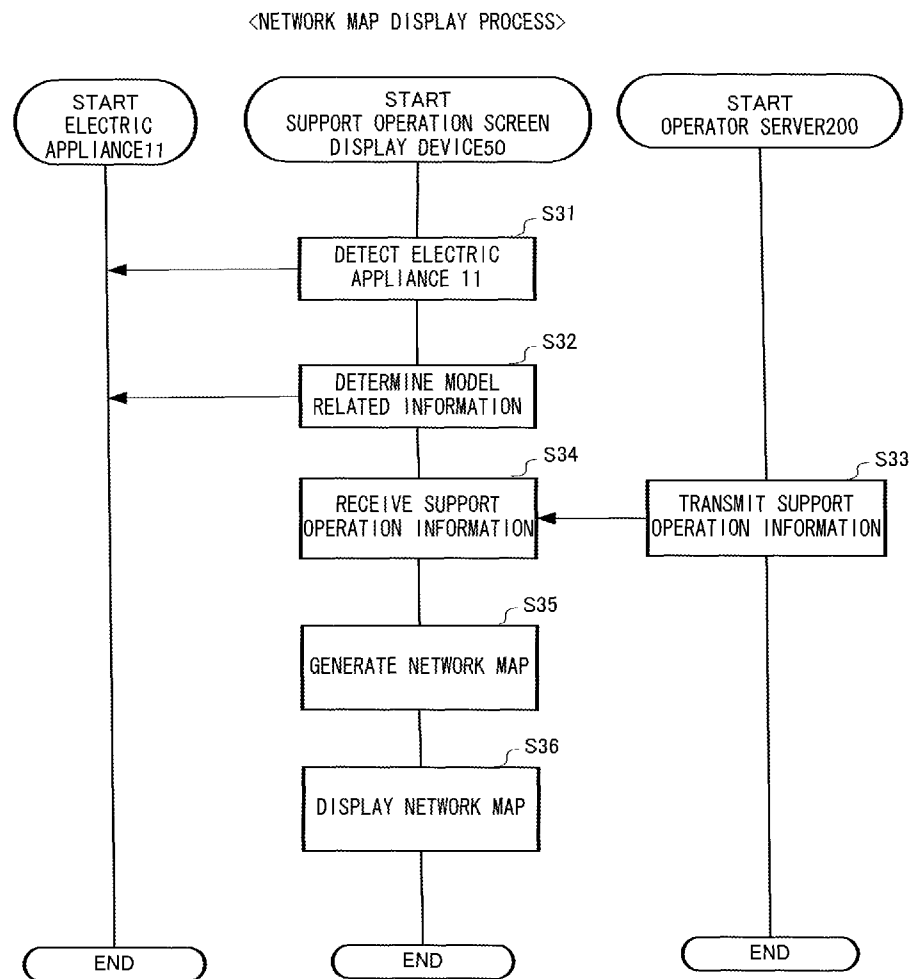 <NETWORK MAP DISPLAY PROCESS>
START
ELECTRIC
APPLIANCE11
START
SUPPORT OPERATION SCREEN
DISPLAY DEVICE50
START
OPERATOR SERVER200
S31
DETECT ELECTRIC
APPLIANCE 11
S32
DETERMINE MODEL
RELATED INFORMATION
S34
RECEIVE SUPPORT
OPERATION INFORMATION
S33
TRANSMIT SUPPORT
OPERATION INFORMATION
S35
GENERATE NETWORK MAP
S36
DISPLAY NETWORK MAP
END
END
END